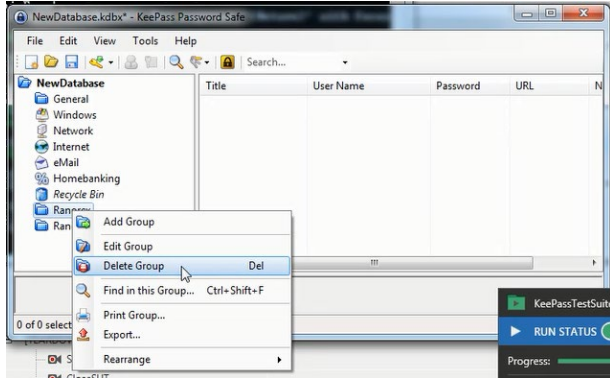 NewDatabase.kdbx* - KeePass Password Safe
File Edit View Tools Help
Search...
NewDatabase
Title User Name Password URL N
General
Windows
Network
Internet
eMail
Homebanking
Recycle Bin
Ranorex
Ran
Add Group
Edit Group
Delete Group Del
Find in this Group... Ctrl+Shift+F
Print Group...
Export...
Rearrange
0 of 0 select
KeePassTestSuite
RUN STATUS
Progress: